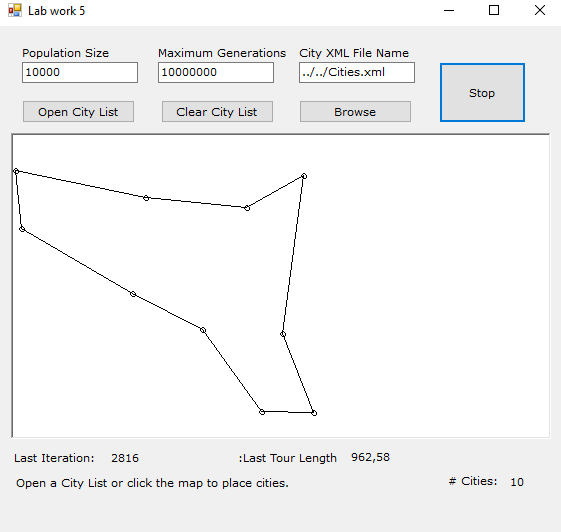 Lab work 5
Population Size Maximum Generations City XML File Name
10000 10000000 ../../Cities.xml
Stop
Open City List Clear City List Browse
Last Iteration: 2816 :Last Tour Length 962,58
Open a City List or click the map to place cities. # Cities: 10